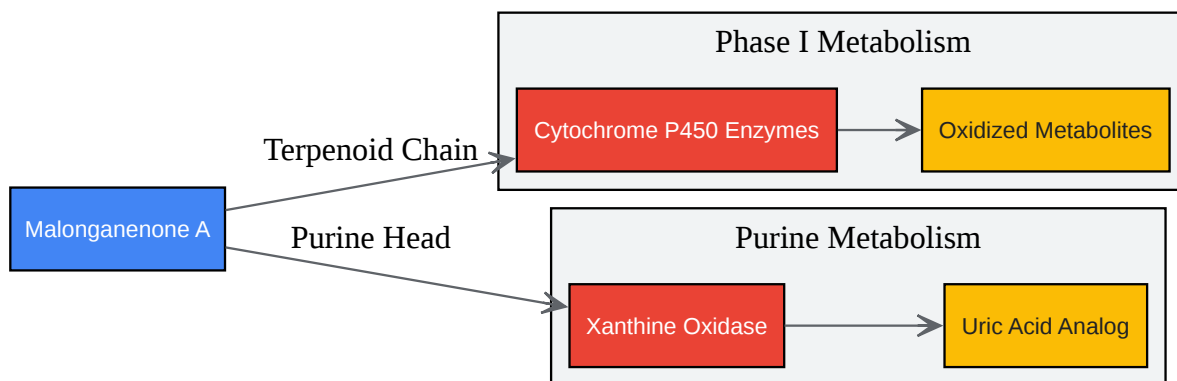 Phase I Metabolism
Cytochrome P450 Enzymes
Oxidized Metabolites
Terpenoid Chain
Malonganenone A
Purine Head
Purine Metabolism
Xanthine Oxidase
Uric Acid Analog